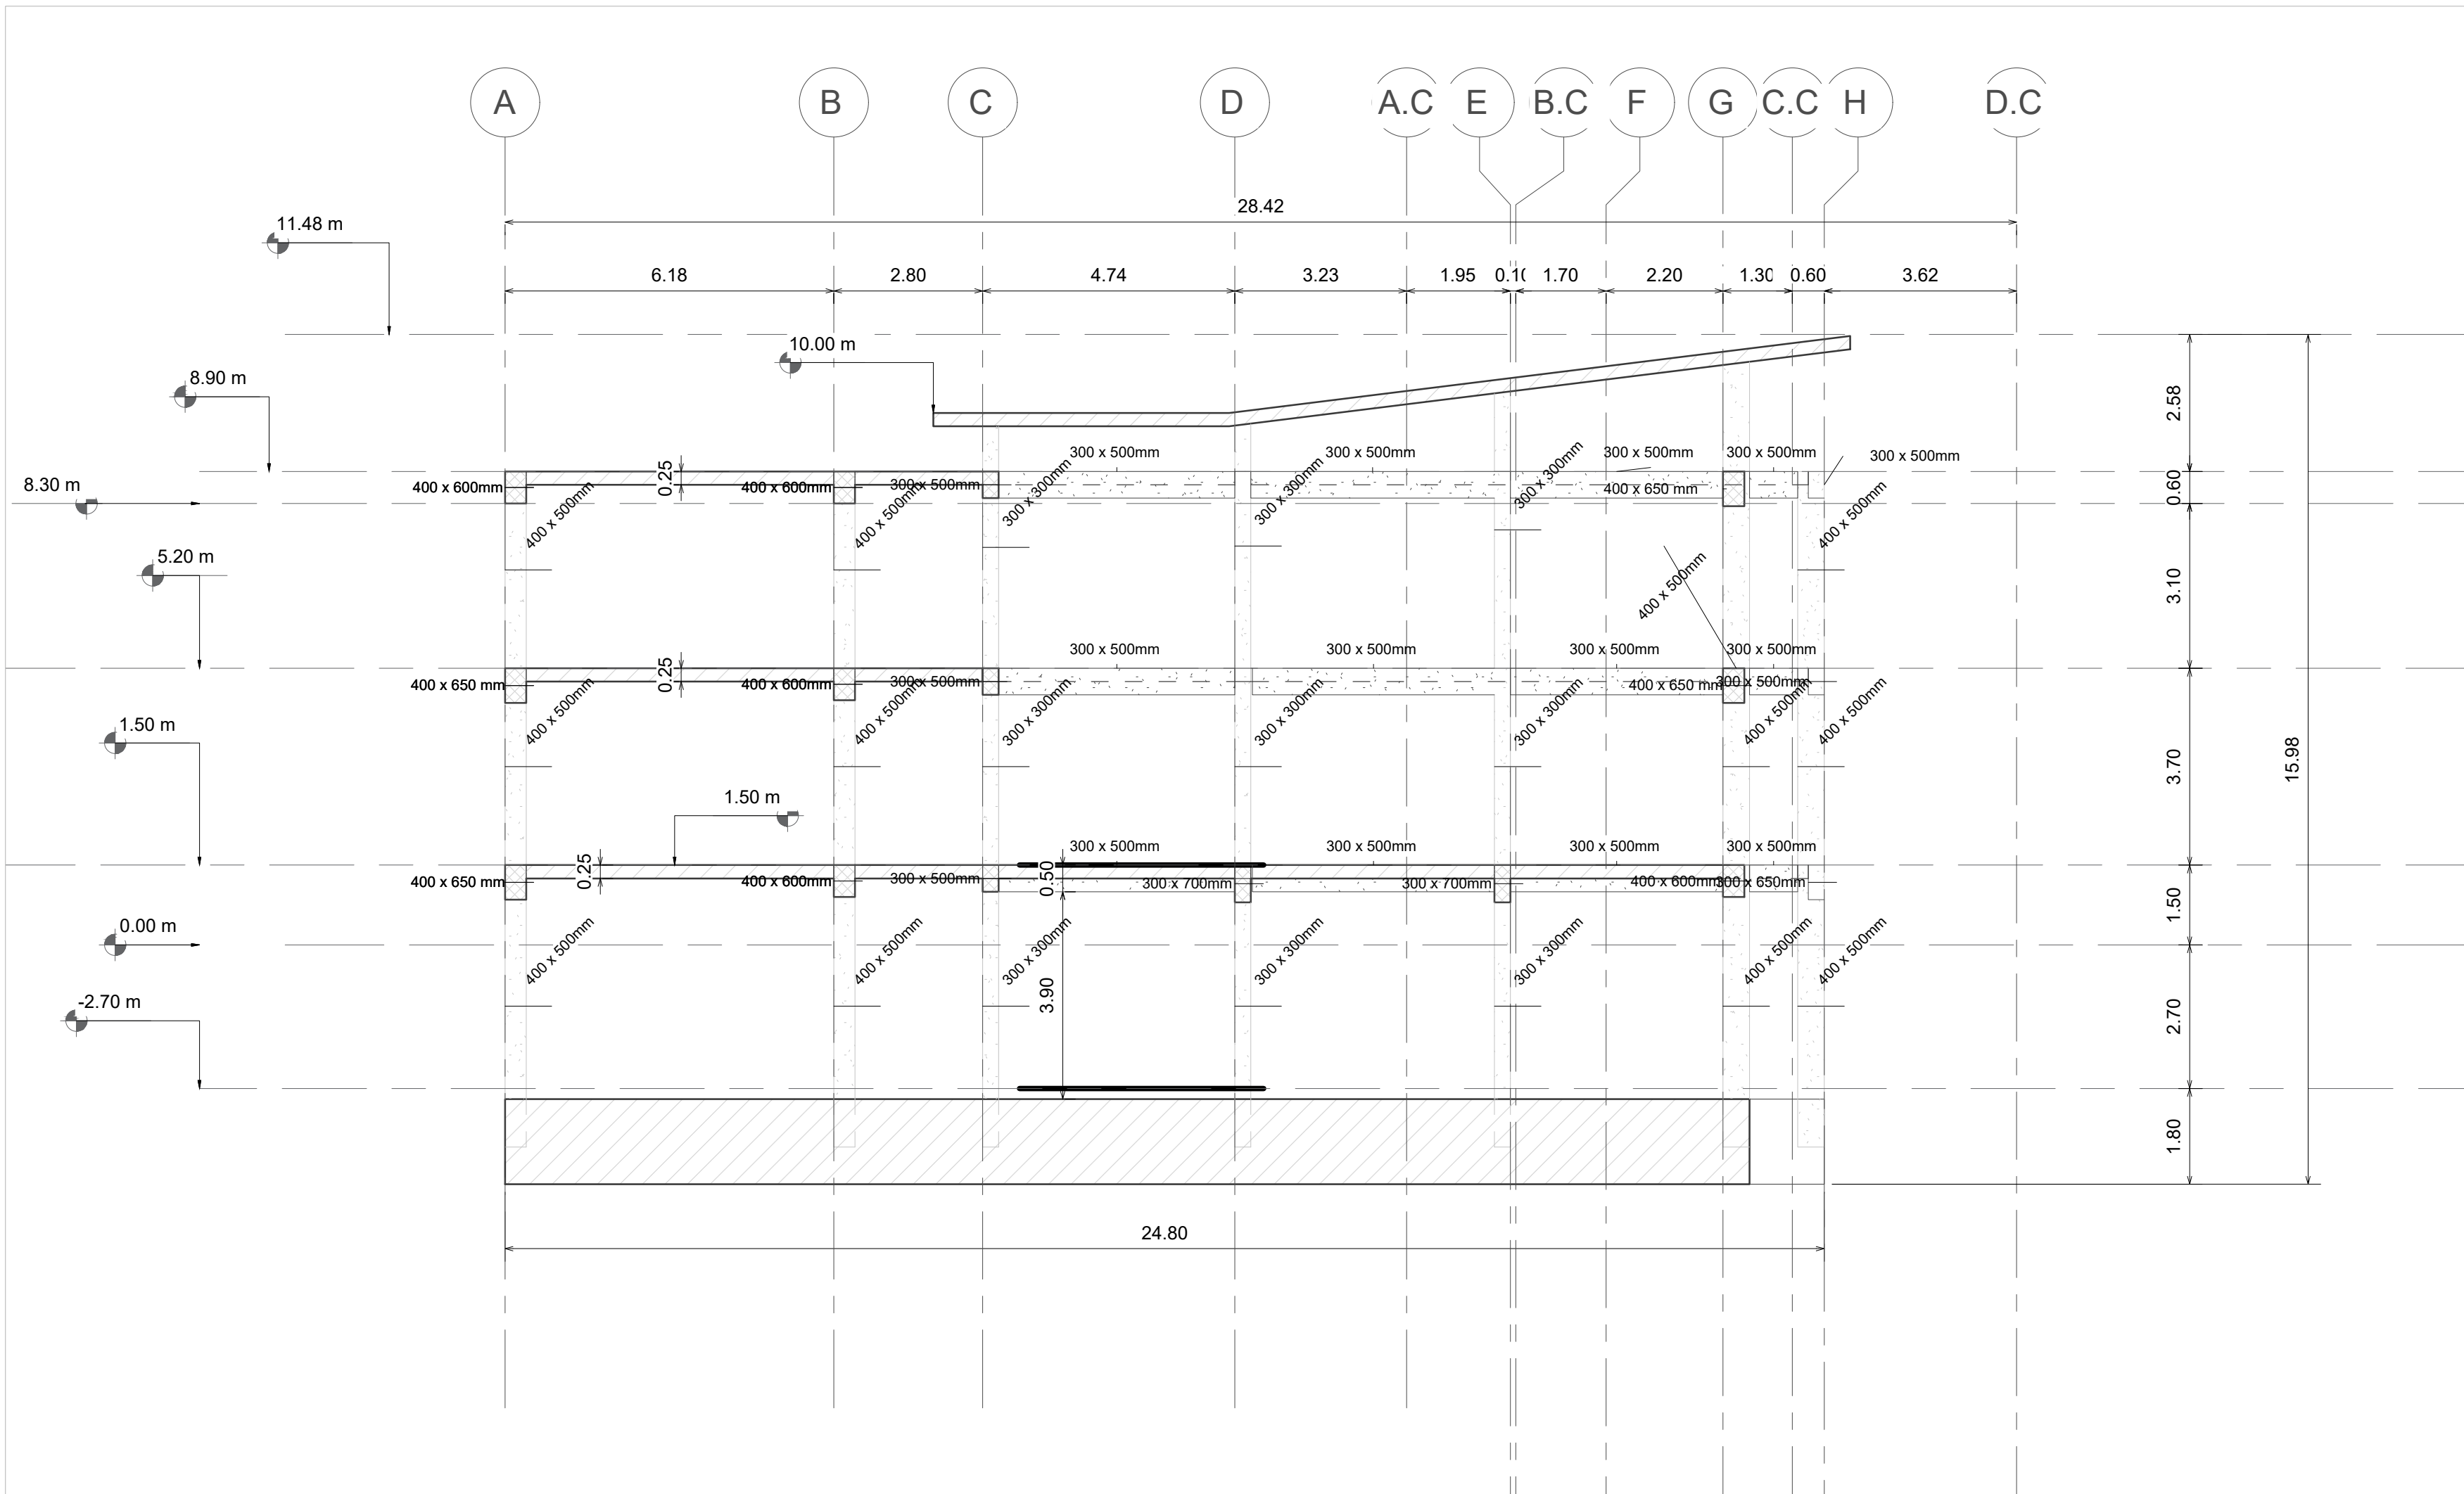 A B C D A.C E B.C F G C.C H D.C
28.42
11.48 m
6.18 2.80 4.74 3.23 1.95 0.10 1.70 2.20 1.30 0.60 3.62
10.00 m
8.90 m
2.58
300 x 500mm 300 x 500mm 300 x 500mm 300 x 500mm 300 x 500mm
8.30 m
400 x 600mm 0.25 400 x 600mm 300 x 500mm 400 x 650 mm 0.60
400 x 500mm 400 x 500mm 300 x 300mm 300 x 300mm 300 x 300mm 400 x 500mm
5.20 m
400 x 500mm
3.10
300 x 500mm 300 x 500mm 300 x 500mm 300 x 500mm
400 x 650 mm 0.25 400 x 600mm 300 x 500mm 400 x 650 mm 300 x 500mm
400 x 500mm 400 x 500mm 300 x 300mm 300 x 300mm 300 x 300mm 400 x 500mm 400 x 500mm
1.50 m
3.70
15.98
1.50 m
300 x 500mm 300 x 500mm 300 x 500mm 300 x 500mm
400 x 650 mm 0.25 400 x 600mm 300 x 500mm 0.50 300 x 700mm 300 x 700mm 400 x 600mm 300 x 650mm
1.50
0.00 m
400 x 500mm 400 x 500mm 300 x 300mm 300 x 300mm 300 x 300mm 400 x 500mm 400 x 500mm
3.90
-2.70 m
2.70
1.80
24.80